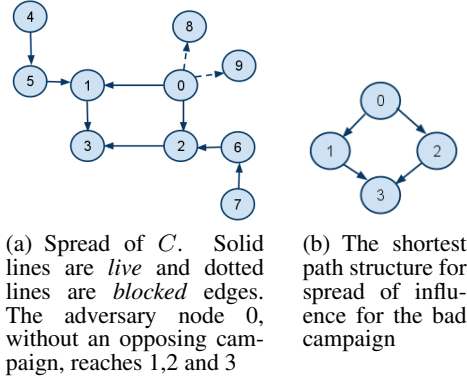 4
8
5
1
0
9
3
2
6
7
0
1
2
3
(a) Spread of C. Solid
lines are live and dotted
lines are blocked edges.
The adversary node 0,
without an opposing cam-
paign, reaches 1,2 and 3
(b) The shortest
path structure for
spread of influ-
ence for the bad
campaign